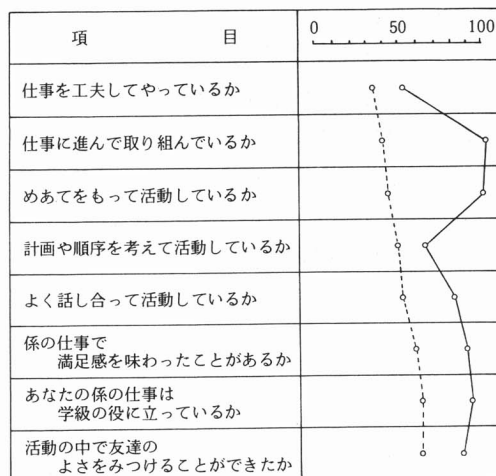 項 目
0 50 100
仕事を工夫してやっているか
仕事に進んで取り組んでいるか
めあてをもって活動しているか
計画や順序を考えて活動しているか
よく話し合って活動しているか
係の仕事で
満足感を味わったことがあるか
あなたの係の仕事は
学級の役に立っているか
活動の中で友達の
よさをみつけることができたか